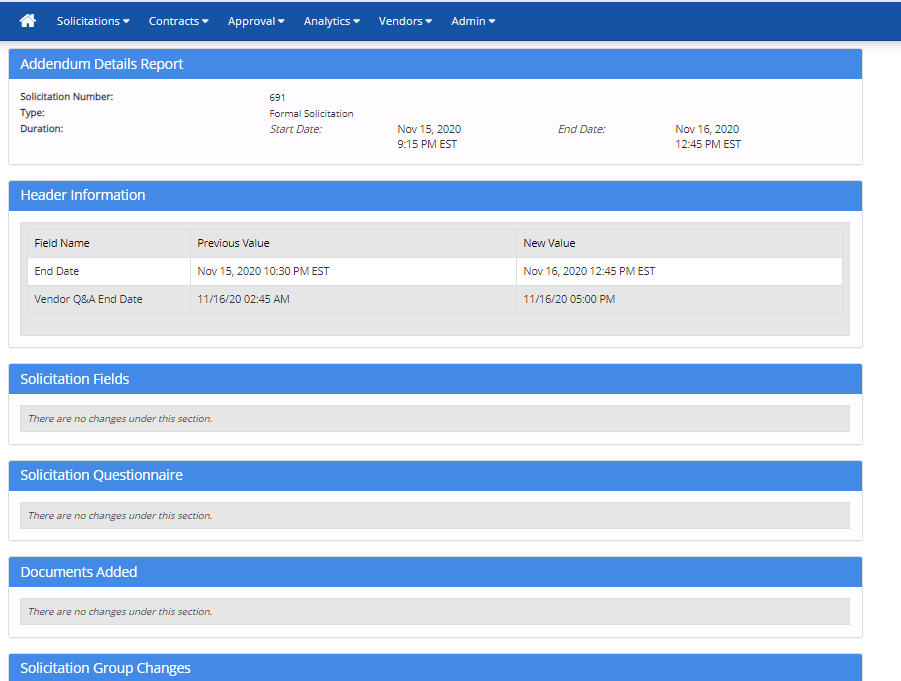 Solicitations Contracts Approval Analytics Vendors Admin
Addendum Details Report
Solicitation Number: 691
Type: Formal Solicitation
Duration: Start Date: Nov 15, 2020 End Date: Nov 16, 2020
9:15 PM EST 12:45 PM EST
Header Information
Field Name Previous Value New Value
End Date Nov 15, 2020 10:30 PM EST Nov 16, 2020 12:45 PM EST
Vendor Q&A End Date 11/16/20 02:45 AM 11/16/20 05:00 PM
Solicitation Fields
There are no changes under this section.
Solicitation Questionnaire
There are no changes under this section.
Documents Added
There are no changes under this section.
Solicitation Group Changes